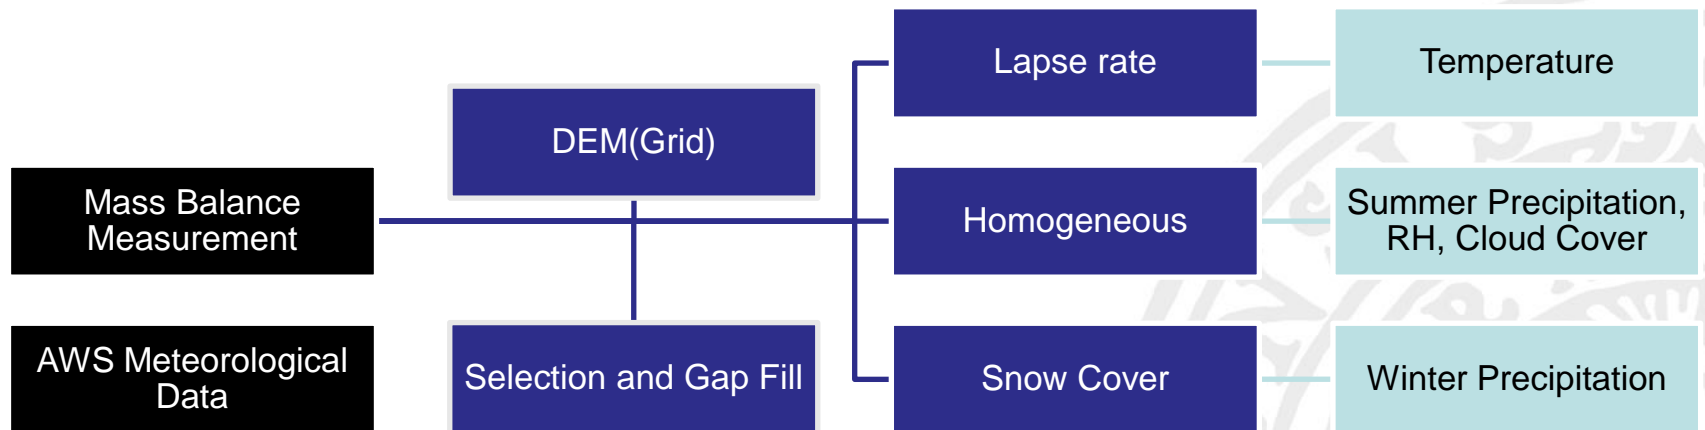 Mass Balance
Measurement
AWS Meteorological
Data
DEM(Grid)
Selection and Gap Fill
Lapse rate
Homogeneous
Snow Cover
Temperature
Summer Precipitation,
RH, Cloud Cover
Winter Precipitation